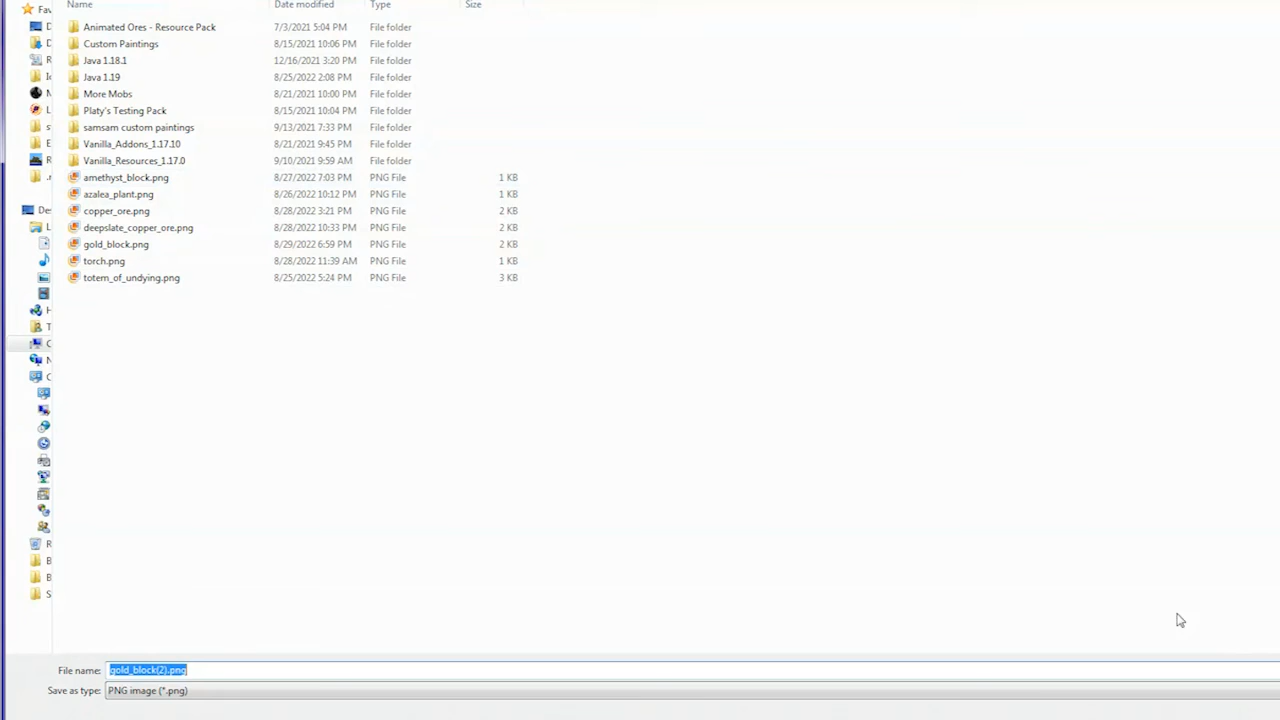 Fav
Name Date modified Type Size
Animated Ores - Resource Pack 7/3/2021 5:04 PM File folder
Custom Paintings 8/15/2021 10:06 PM File folder
Java 1.18.1 12/16/2021 3:20 PM File folder
Java 1.19 8/25/2022 2:08 PM File folder
More Mobs 8/21/2021 10:00 PM File folder
Platy's Testing Pack 8/15/2021 10:04 PM File folder
samsam custom paintings 9/13/2021 7:33 PM File folder
Vanilla_Addons_1.17.10 8/21/2021 9:45 PM File folder
Vanilla_Resources_1.17.0 9/10/2021 9:59 AM File folder
amethyst_block.png 8/27/2022 7:03 PM PNG File 1 KB
azalea_plant.png 8/26/2022 10:12 PM PNG File 1 KB
copper_ore.png 8/28/2022 3:21 PM PNG File 2 KB
deepslate_copper_ore.png 8/28/2022 10:33 PM PNG File 2 KB
gold_block.png 8/29/2022 6:59 PM PNG File 2 KB
torch.png 8/28/2022 11:39 AM PNG File 1 KB
totem_of_undying.png 8/25/2022 5:24 PM PNG File 3 KB
Des
File name: gold_block(2).png
Save as type: PNG image (*.png)